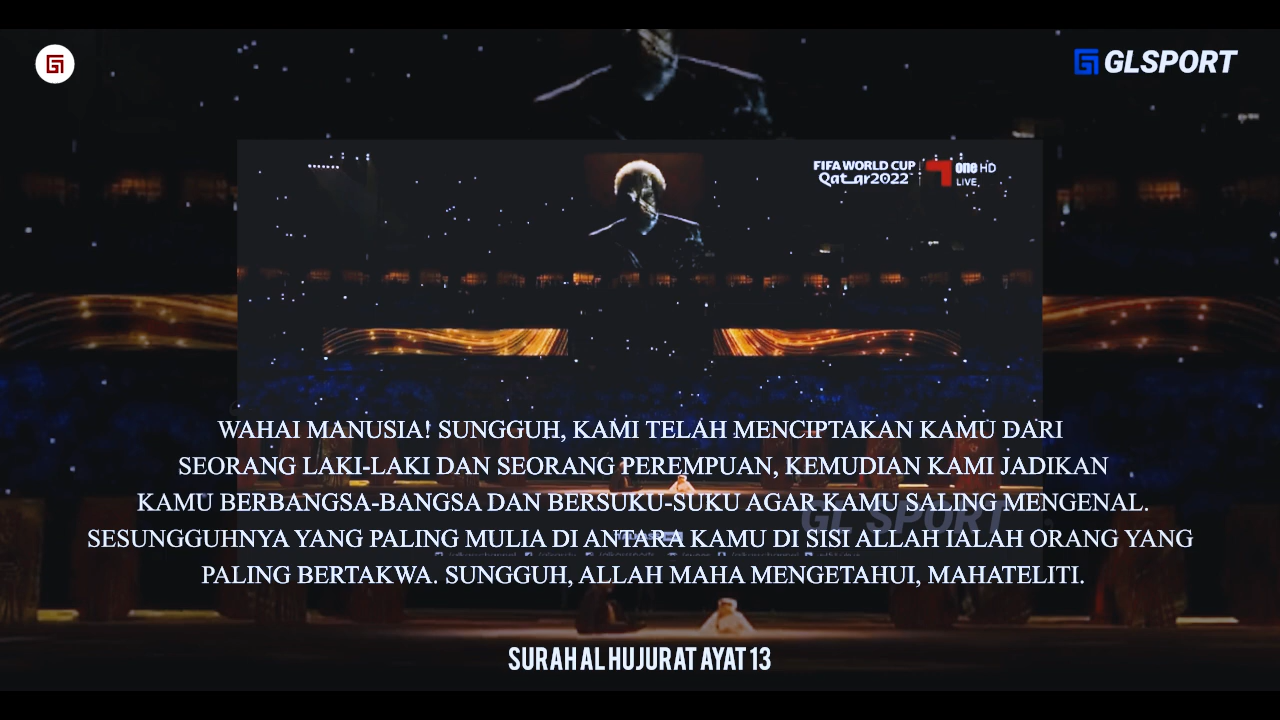 GLSPORT
FIFA WORLD CUP
Qatar2022
one HD
LIVE
WAHAI MANUSIA! SUNGGUH, KAMI TELAH MENCIPTAKAN KAMU DARI
SEORANG LAKI-LAKI DAN SEORANG PEREMPUAN, KEMUDIAN KAMI JADIKAN
KAMU BERBANGSA-BANGSA DAN BERSUKU-SUKU AGAR KAMU SALING MENGENAL.
GL SPORT
SESUNGGUHNYA YANG PALING MULIA DI ANTARA KAMU DI SISI ALLAH IALAH ORANG YANG
PALING BERTAKWA. SUNGGUH, ALLAH MAHA MENGETAHUI, MAHATELITI.
SURAH AL HUJURAT AYAT 13